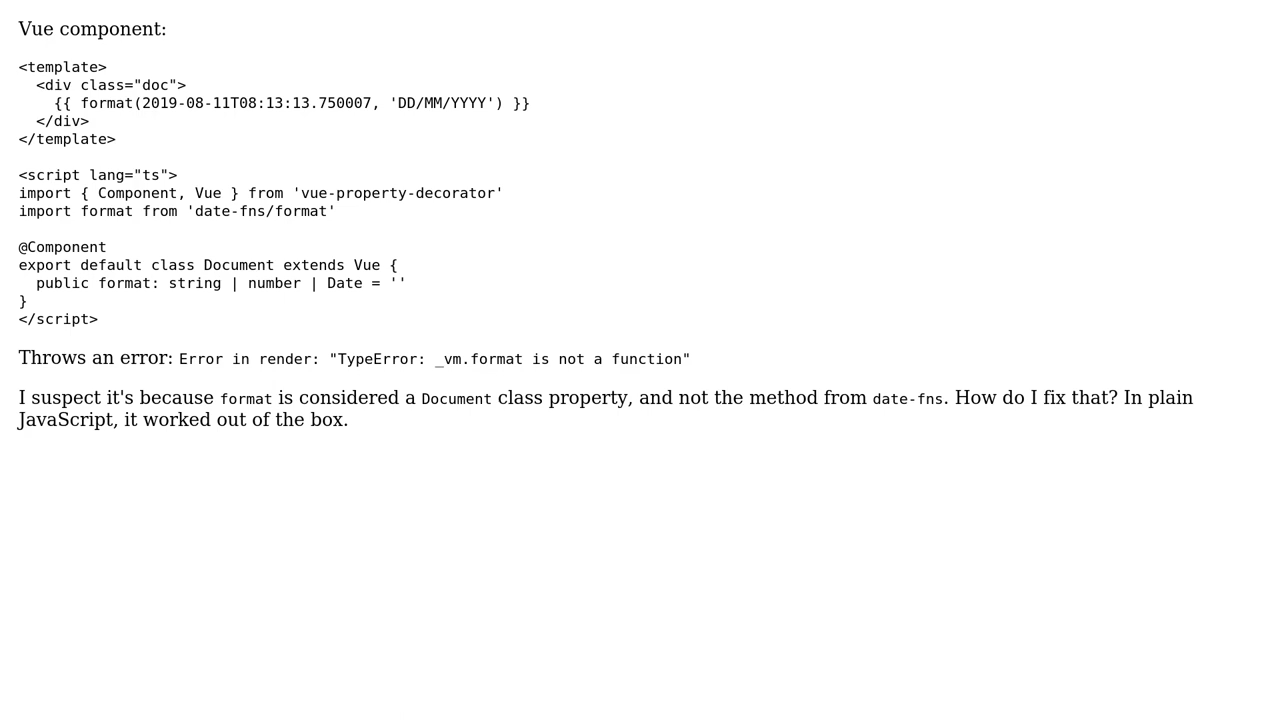 Vue component:
<template>
  <div class="doc">
    {{ format(2019-08-11T08:13:13.750007, 'DD/MM/YYYY') }}
  </div>
</template>

<script lang="ts">
import { Component, Vue } from 'vue-property-decorator'
import format from 'date-fns/format'

@Component
export default class Document extends Vue {
  public format: string | number | Date = ''
}
</script>
Throws an error: Error in render: "TypeError: _vm.format is not a function"
I suspect it's because format is considered a Document class property, and not the method from date-fns. How do I fix that? In plain
JavaScript, it worked out of the box.